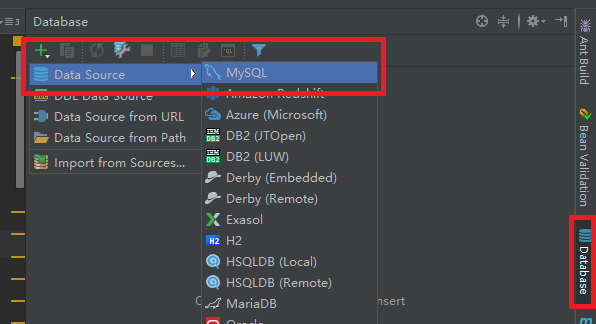 ≡3
Database
Data Source
DDL Data Source
Data Source from URL
Data Source from Path
Import from Sources...
MySQL
Amazon Redshift
Azure (Microsoft)
DB2 (JTOpen)
DB2 (LUW)
Derby (Embedded)
Derby (Remote)
Exasol
H2
HSQLDB (Local)
HSQLDB (Remote)
MariaDB
Oracle
nsert
Ant Build
Bean Validation
Database